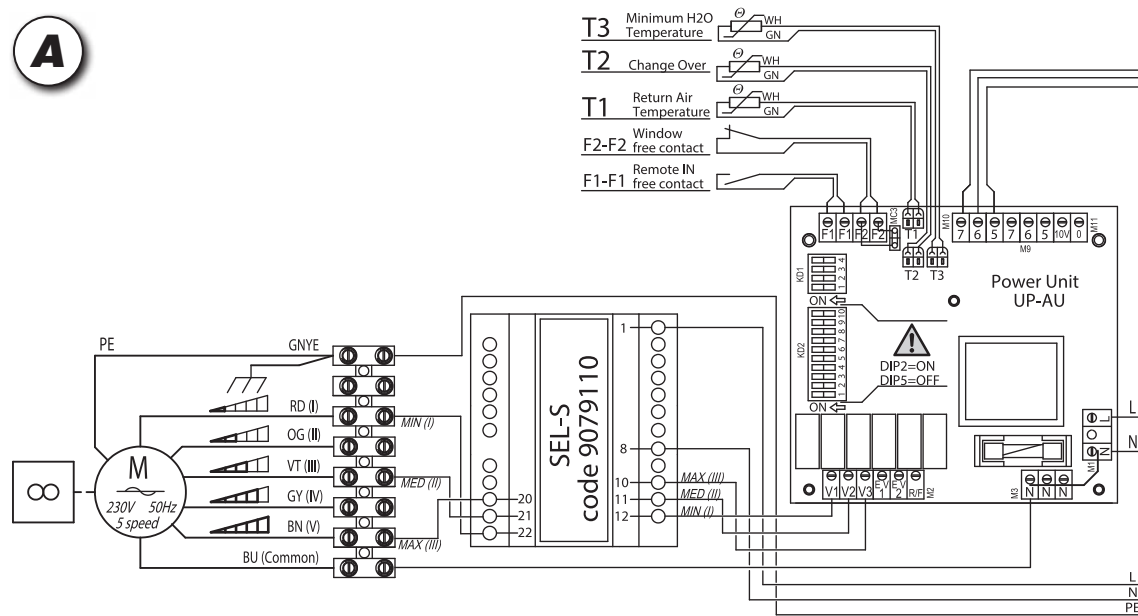 A
T3 Minimum H2O Temperature
Θ WH
GN
T2 Change Over
Θ WH
GN
T1 Return Air Temperature
Θ WH
GN
F2-F2 Window free contact
F1-F1 Remote IN free contact
F1 F1 F2 F2
MC3
T1
T2 T3
M10
7 6 5 7 6 5 10V 0
M9
M11
Power Unit
UP-AU
KD1
1 2 3 4
ON
KD2
1 2 3 4 5 6 7 8 9 10
ON
DIP2=ON
DIP5=OFF
V1 V2 V3 EV1 EV2 R/F
M2
M3
N N N
M1
L
N
L
N
PE
GNYE
RD (I)
MIN (I)
OG (II)
VT (III)
MED (II)
GY (IV)
BN (V)
MAX (III)
BU (Common)
M
230V 50Hz
5 speed
8
SEL-S
code 9079110
1
8
10
11
12
20
21
22
MAX (III)
MED (II)
MIN (I)
L
N
PE